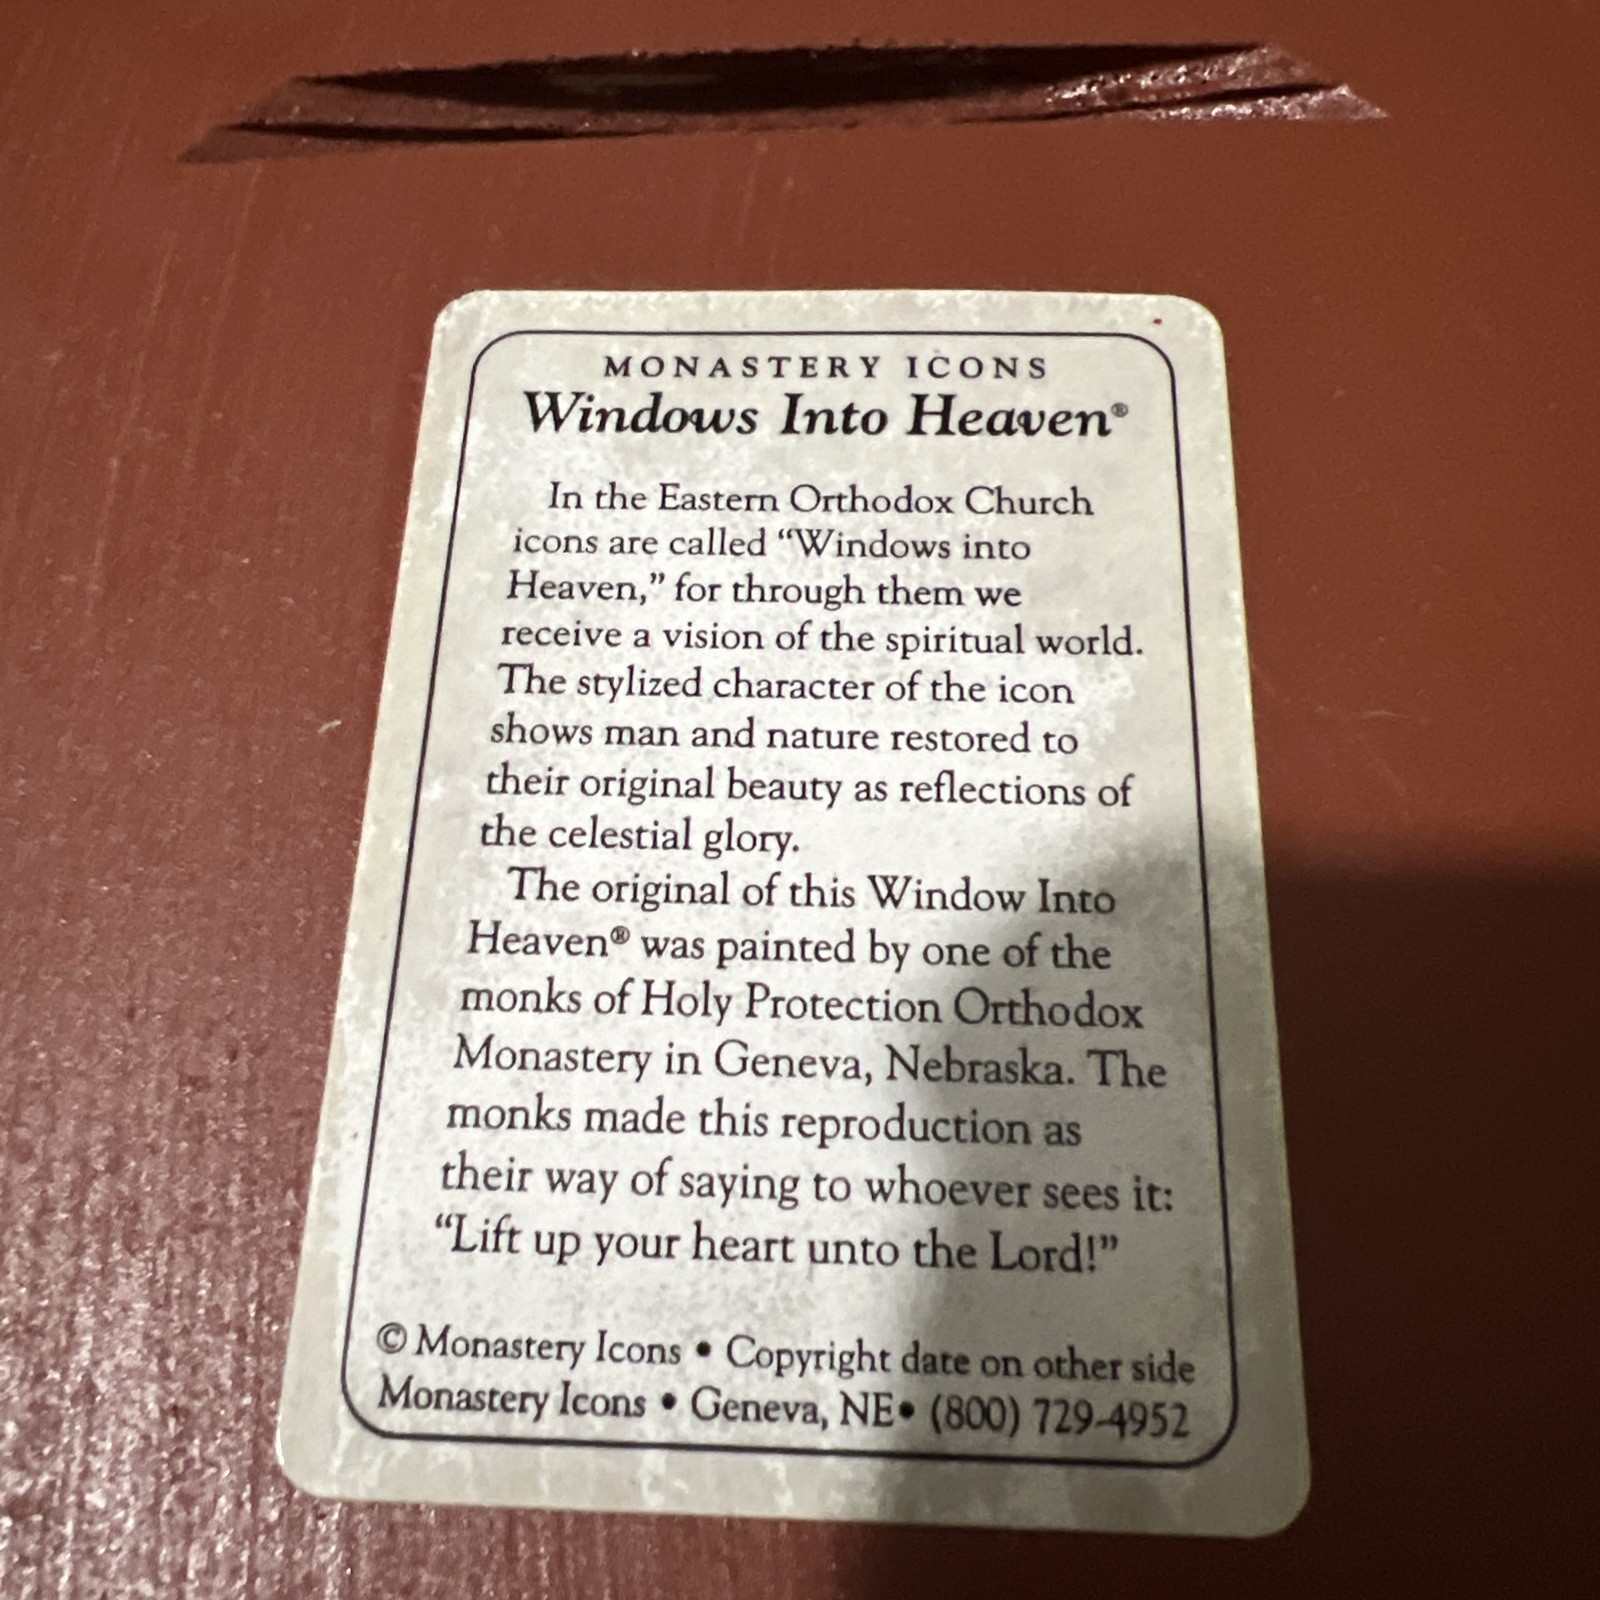 MONASTERY ICONS
Windows Into Heaven®
In the Eastern Orthodox Church
icons are called “Windows into
Heaven,” for through them we
receive a vision of the spiritual world.
The stylized character of the icon
shows man and nature restored to
their original beauty as reflections of
the celestial glory.
The original of this Window Into
Heaven® was painted by one of the
monks of Holy Protection Orthodox
Monastery in Geneva, Nebraska. The
monks made this reproduction as
their way of saying to whoever sees it:
“Lift up your heart unto the Lord!”
© Monastery Icons • Copyright date on other side
Monastery Icons • Geneva, NE• (800) 729-4952